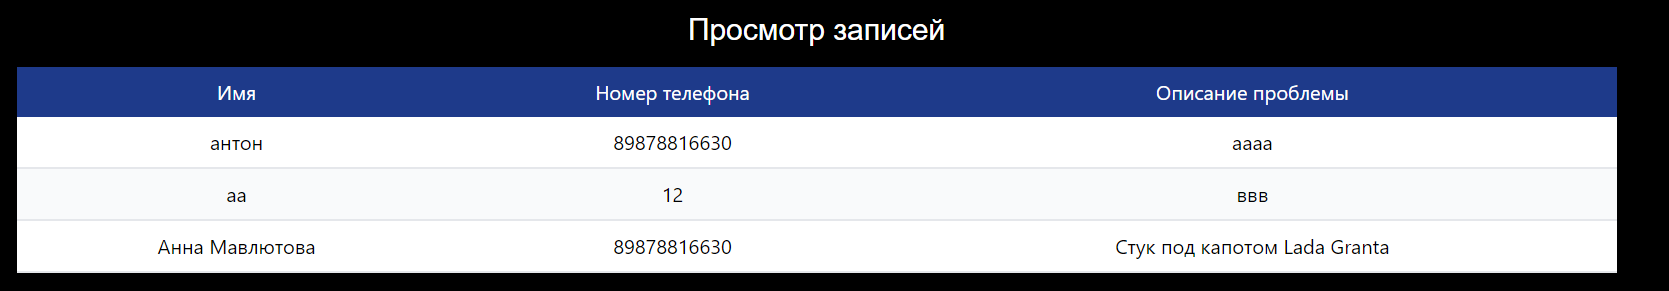 Просмотр записей
Имя Номер телефона Описание проблемы
антон 89878816630 аааа
аа 12 ввв
Анна Мавлютова 89878816630 Стук под капотом Lada Granta